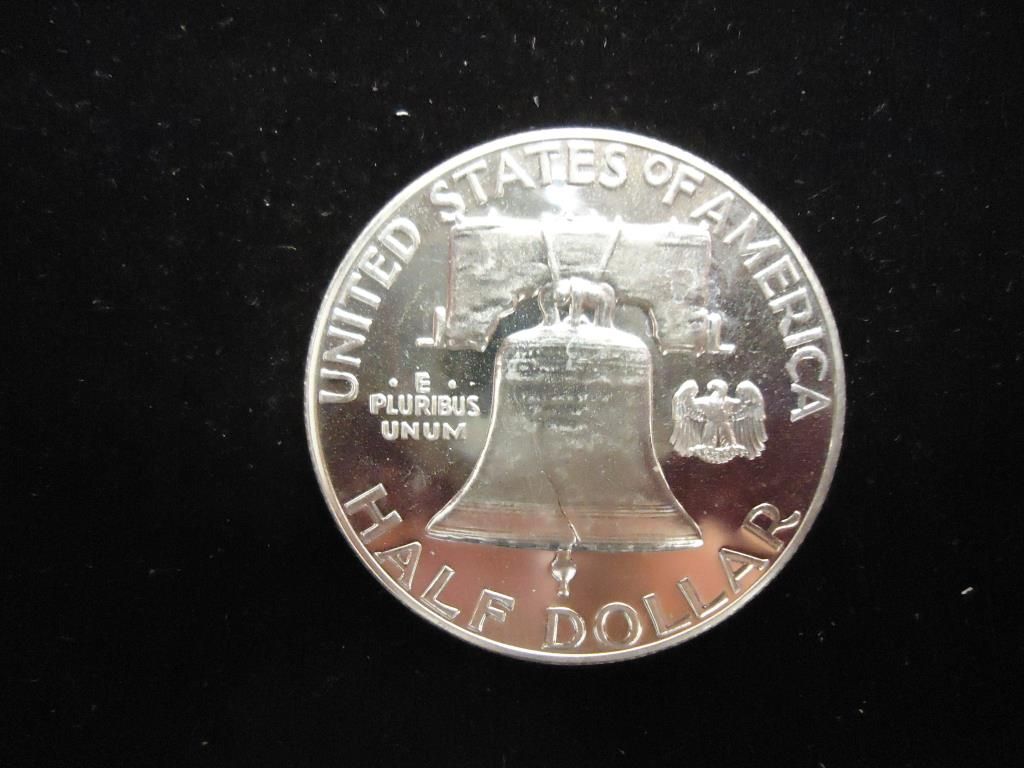 UNITED STATES OF AMERICA
· E ·
PLURIBUS
UNUM
HALF DOLLAR